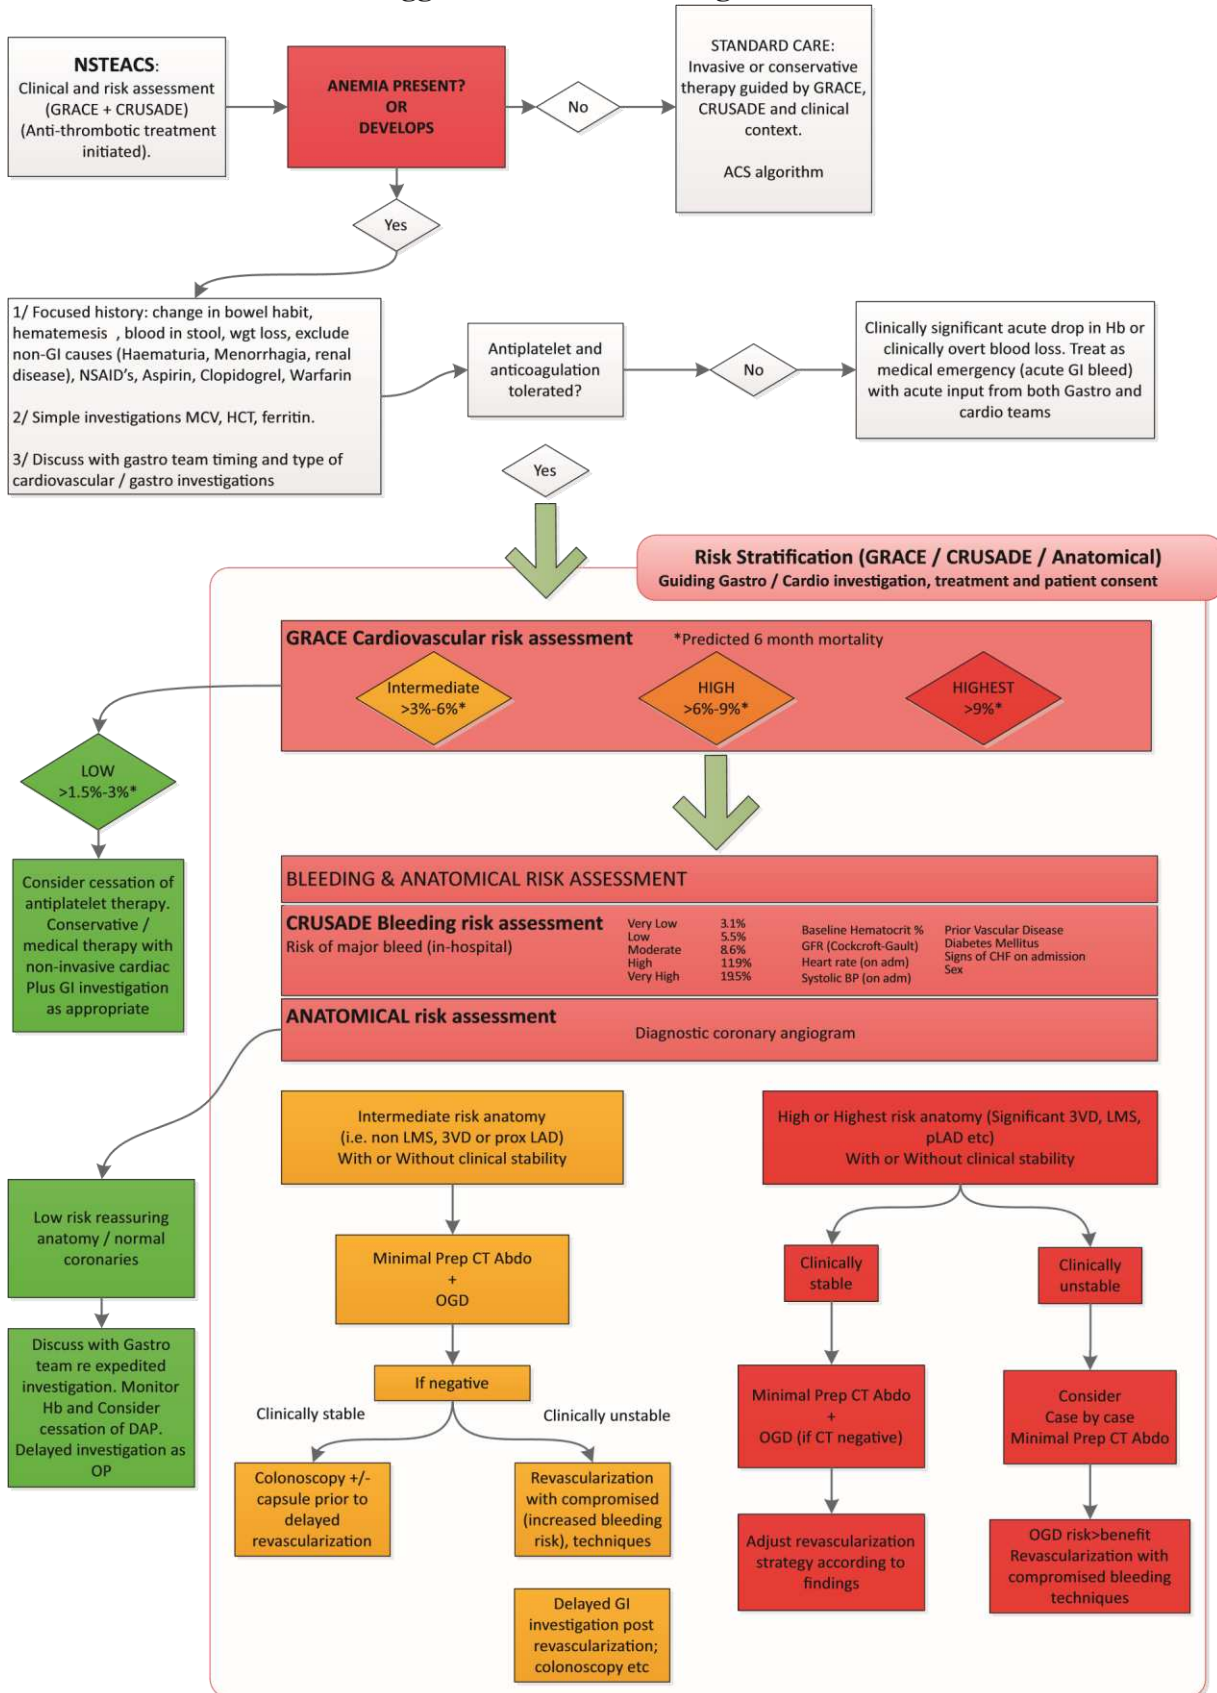 NSTEACS:
Clinical and risk assessment
(GRACE + CRUSADE)
(Anti-thrombotic treatment
initiated).
ANEMIA PRESENT?
OR
DEVELOPS
No
STANDARD CARE:
Invasive or conservative
therapy guided by GRACE,
CRUSADE and clinical
context.
ACS algorithm
Yes
1/ Focused history: change in bowel habit,
hematemesis , blood in stool, wgt loss, exclude
non-GI causes (Haematuria, Menorrhagia, renal
disease), NSAID's, Aspirin, Clopidogrel, Warfarin
2/ Simple investigations MCV, HCT, ferritin.
3/ Discuss with gastro team timing and type of
cardiovascular / gastro investigations
Antiplatelet and
anticoagulation
tolerated?
No
Clinically significant acute drop in Hb or
clinically overt blood loss. Treat as
medical emergency (acute GI bleed)
with acute input from both Gastro and
cardio teams
Yes
Risk Stratification (GRACE / CRUSADE / Anatomical)
Guiding Gastro / Cardio investigation, treatment and patient consent
GRACE Cardiovascular risk assessment *Predicted 6 month mortality
Intermediate
>3%-6%*
HIGH
>6%-9%*
HIGHEST
>9%*
LOW
>1.5%-3%*
Consider cessation of
antiplatelet therapy.
Conservative /
medical therapy with
non-invasive cardiac
Plus GI investigation
as appropriate
BLEEDING & ANATOMICAL RISK ASSESSMENT
CRUSADE Bleeding risk assessment
Risk of major bleed (in-hospital)
Very Low 3.1%
Low 5.5%
Moderate 8.6%
High 119%
Very High 195%
Baseline Hematocrit %
GFR (Cockcroft-Gault)
Heart rate (on adm)
Systolic BP (on adm)
Prior Vascular Disease
Diabetes Mellitus
Signs of CHF on admission
Sex
ANATOMICAL risk assessment
Diagnostic coronary angiogram
Intermediate risk anatomy
(i.e. non LMS, 3VD or prox LAD)
With or Without clinical stability
High or Highest risk anatomy (Significant 3VD, LMS,
pLAD etc)
With or Without clinical stability
Low risk reassuring
anatomy / normal
coronaries
Minimal Prep CT Abdo
+
OGD
Clinically
stable
Clinically
unstable
Discuss with Gastro
team re expedited
investigation. Monitor
Hb and Consider
cessation of DAP.
Delayed investigation as
OP
If negative
Clinically stable
Clinically unstable
Minimal Prep CT Abdo
+
OGD (if CT negative)
Consider
Case by case
Minimal Prep CT Abdo
Colonoscopy +/-
capsule prior to
delayed
revascularization
Revascularization
with compromised
(increased bleeding
risk), techniques
Adjust revascularization
strategy according to
findings
OGD risk>benefit
Revascularization with
compromised bleeding
techniques
Delayed GI
investigation post
revascularization;
colonoscopy etc